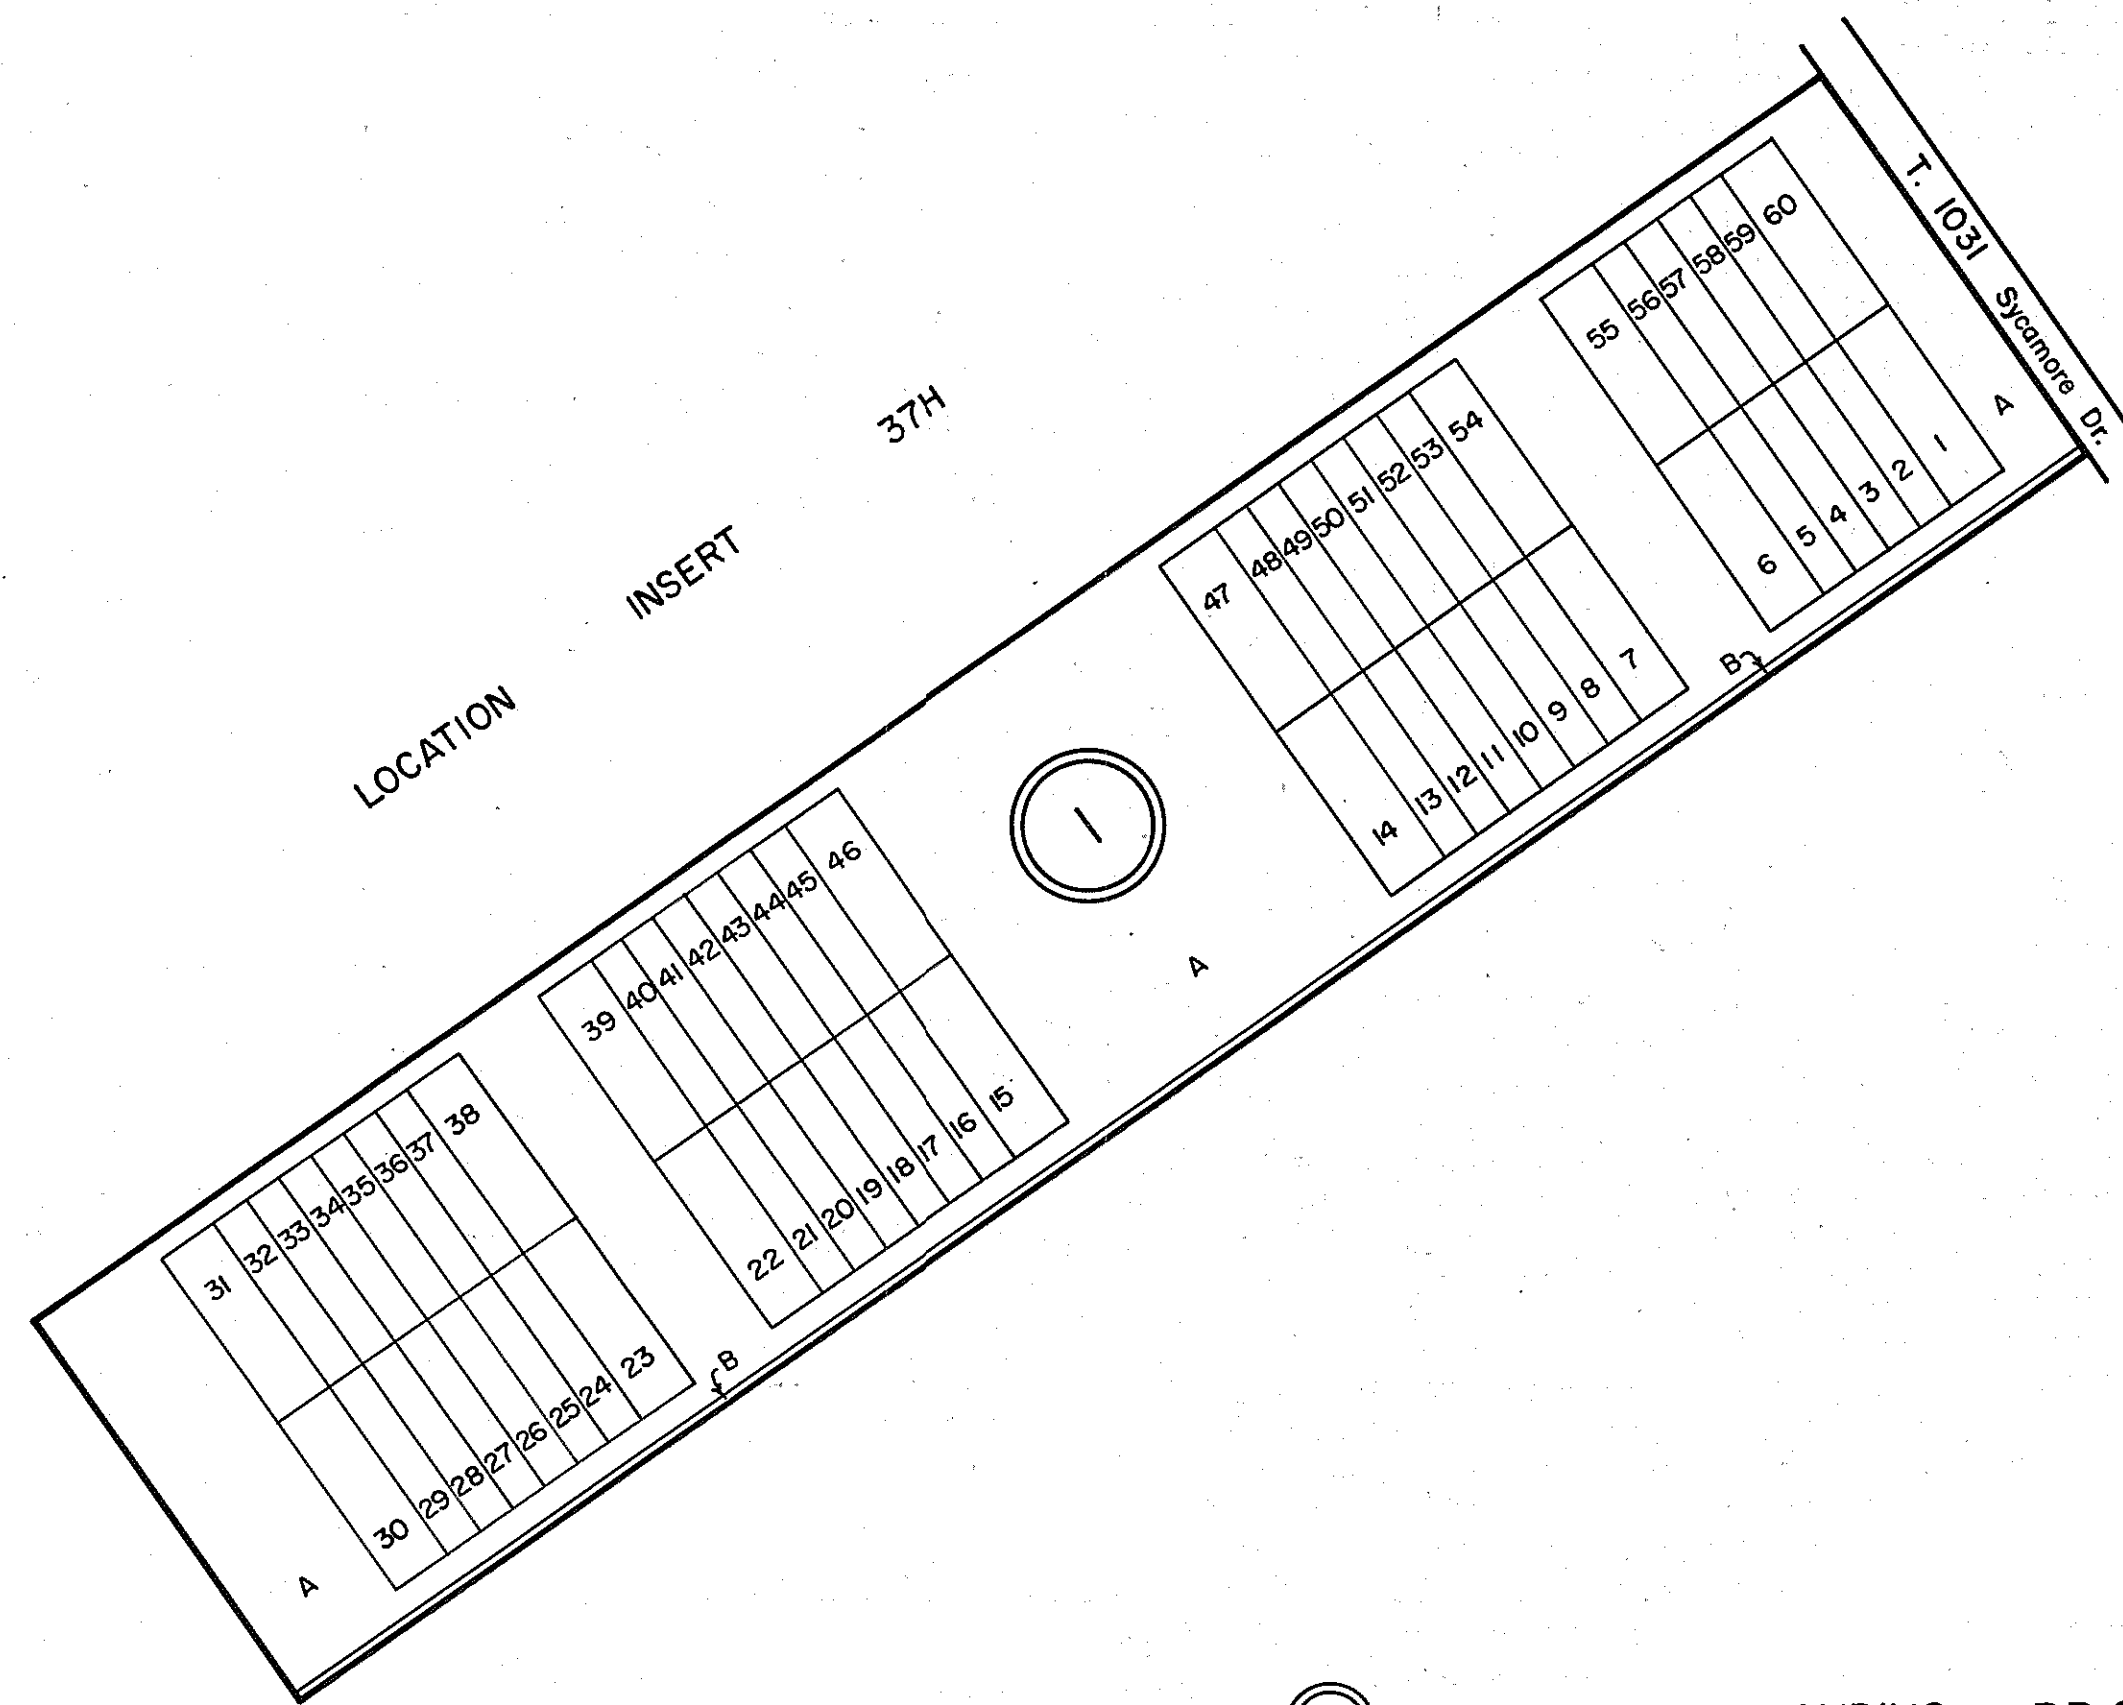 LOCATION INSERT 37H
T. 1031 Sycamore Dr.
55 56 57 58 59 60
6 5 4 3 2 1
A
47 48 49 50 51 52 53 54
14 13 12 11 10 9 8 7
B
1
A
39 40 41 42 43 44 45 46
22 21 20 19 18 17 16 15
31 32 33 34 35 36 37 38
30 29 28 27 26 25 24 23
B
A